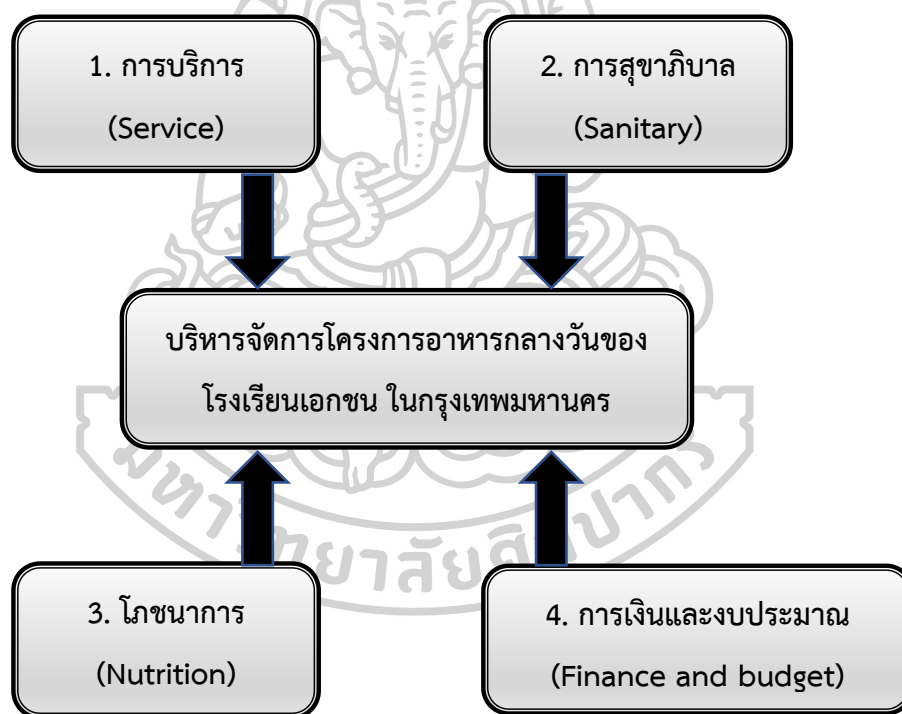 1. การบริการ
(Service)
2. การสุขาภิบาล
(Sanitary)
บริหารจัดการโครงการอาหารกลางวันของ
โรงเรียนเอกชน ในกรุงเทพมหานคร
3. โภชนาการ
(Nutrition)
4. การเงินและงบประมาณ
(Finance and budget)